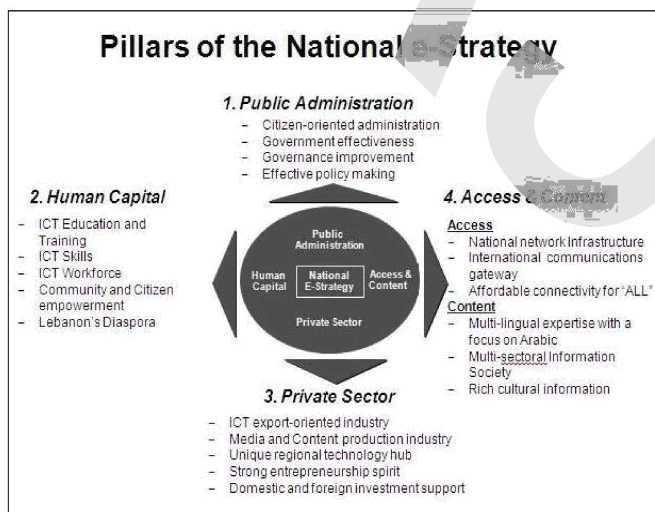 Pillars of the National e-Strategy
1. Public Administration
– Citizen-oriented administration
– Government effectiveness
– Governance improvement
– Effective policy making
2. Human Capital
– ICT Education and
Training
– ICT Skills
– ICT Workforce
– Community and Citizen
empowerment
– Lebanon's Diaspora
Public
Administration
Human
Capital
National
E-Strategy
Access &
Content
Private Sector
4. Access & Content
Access
– National network Infrastructure
– International communications
gateway
– Affordable connectivity for "ALL"
Content
– Multi-lingual expertise with a
focus on Arabic
– Multi-sectoral Information
Society
– Rich cultural information
3. Private Sector
– ICT export-oriented industry
– Media and Content production industry
– Unique regional technology hub
– Strong entrepreneurship spirit
– Domestic and foreign investment support